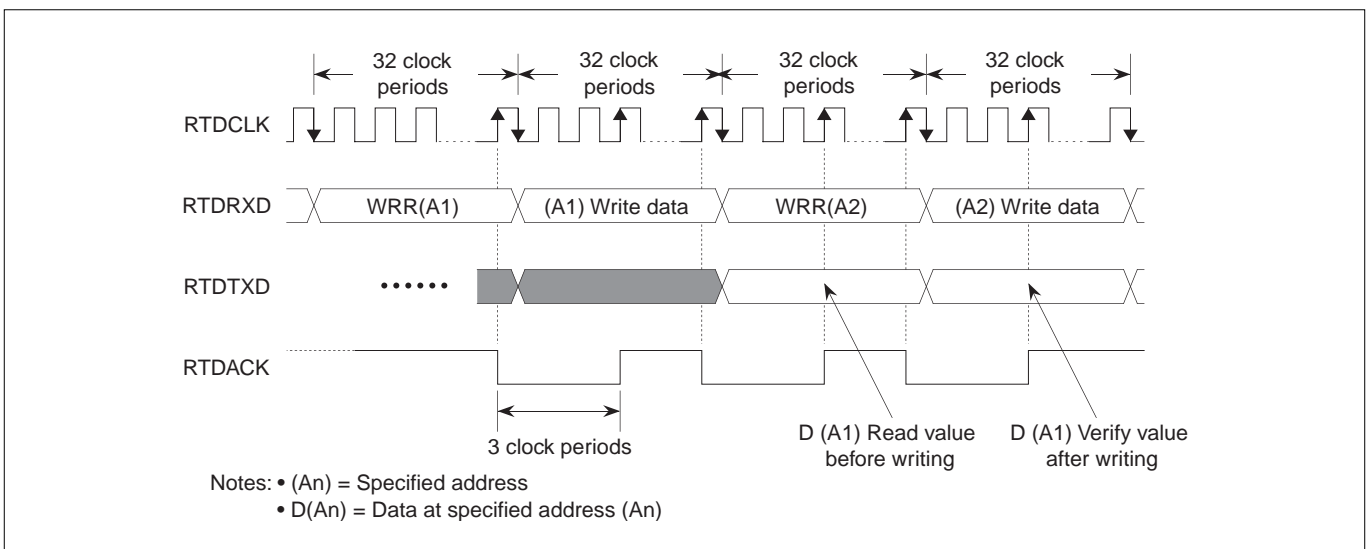 32 clock periods
32 clock periods
32 clock periods
32 clock periods
RTDCLK
RTDRXD
WRR(A1)
(A1) Write data
WRR(A2)
(A2) Write data
RTDTXD
RTDACK
3 clock periods
D (A1) Read value before writing
D (A1) Verify value after writing
Notes: • (An) = Specified address
• D(An) = Data at specified address (An)